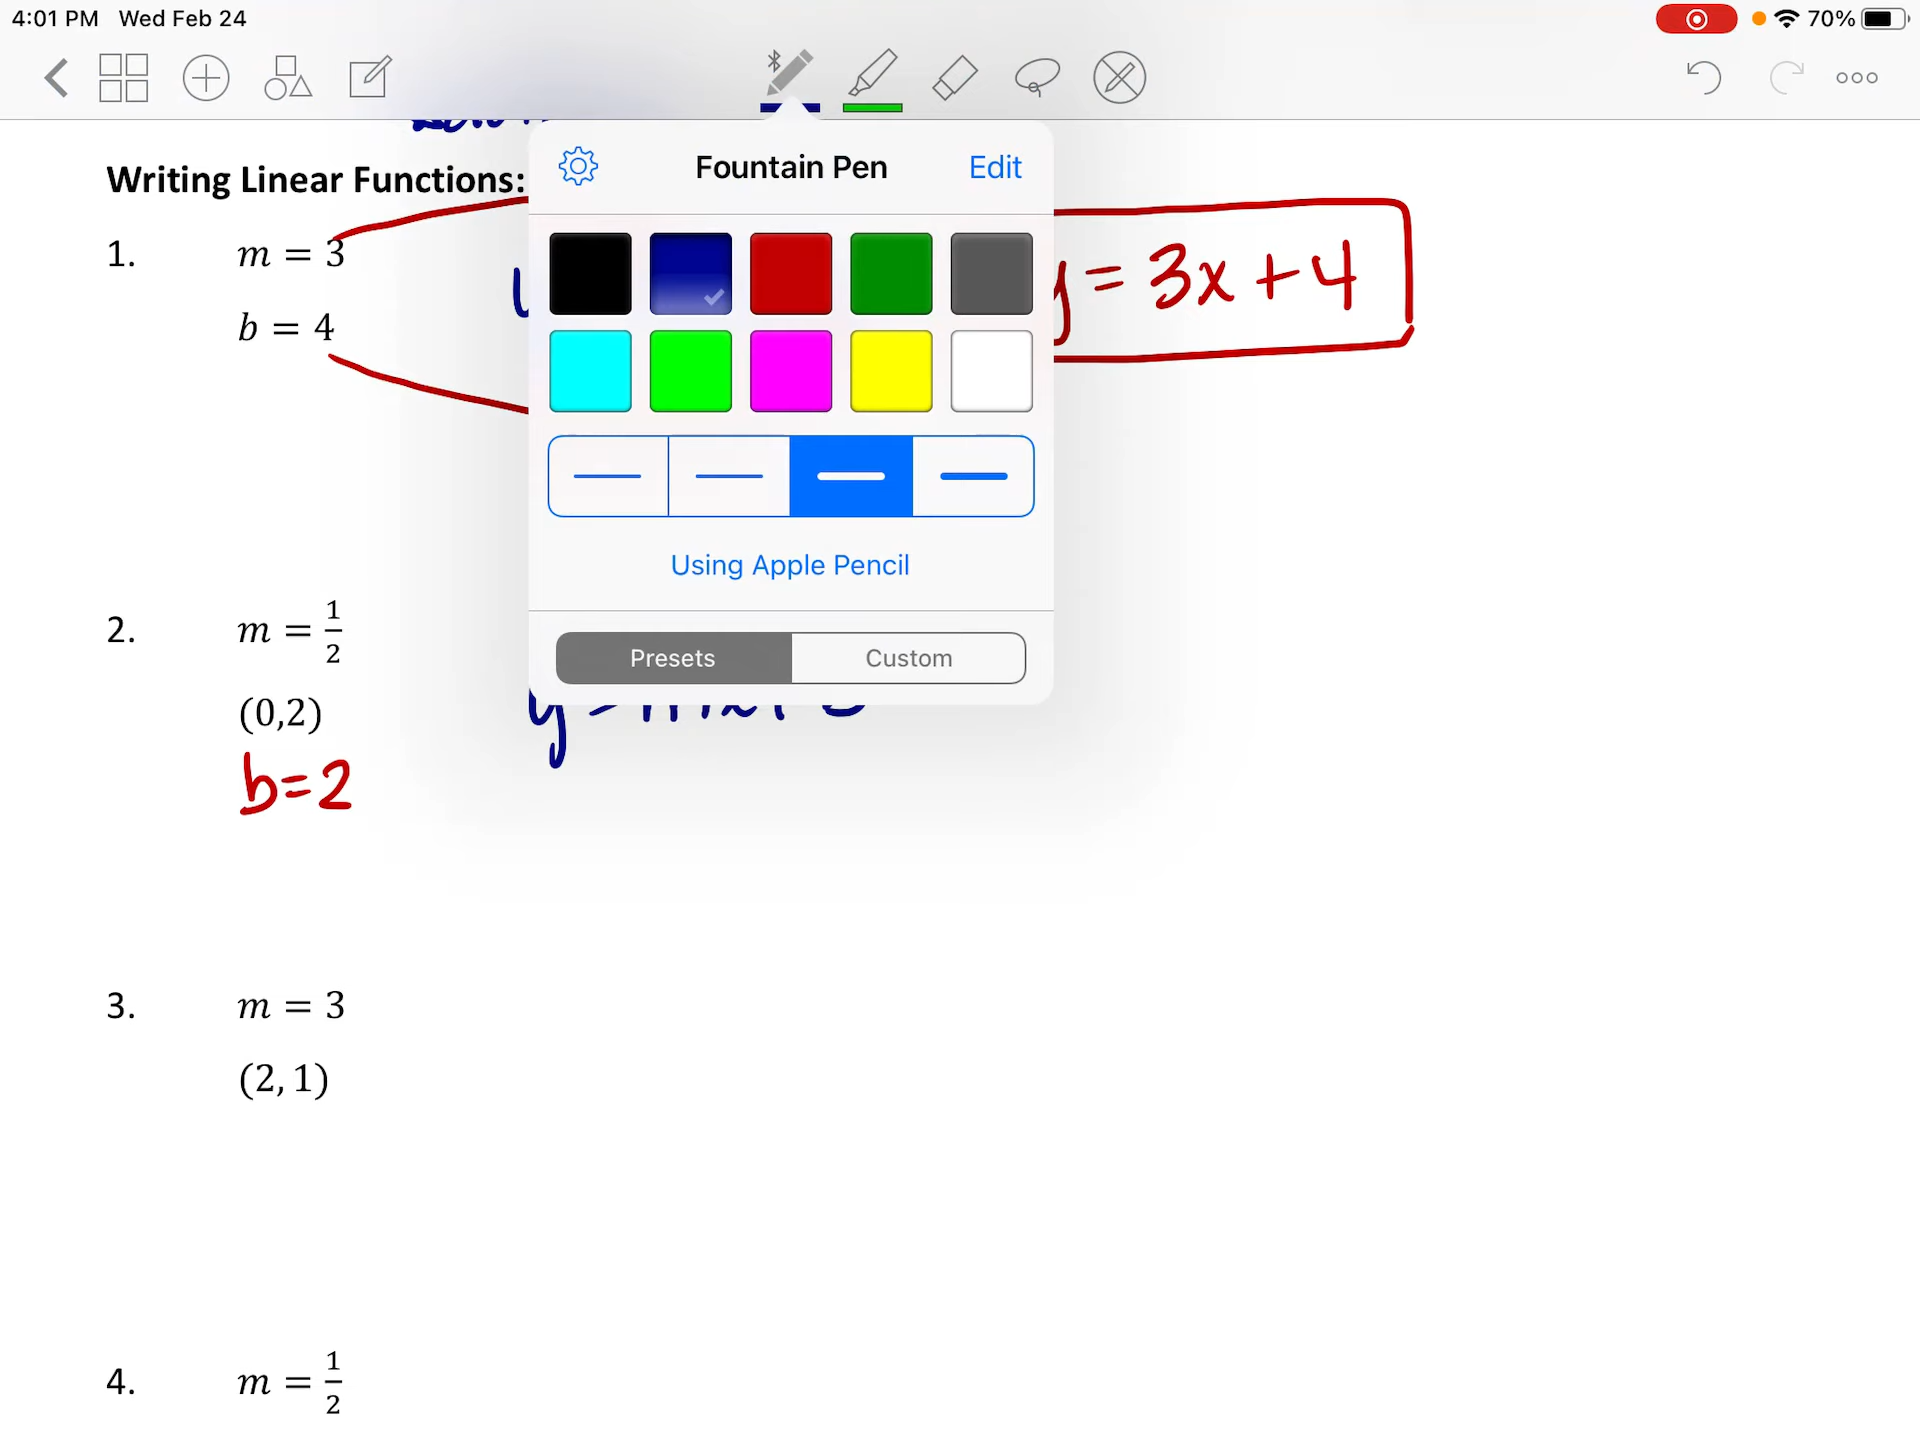 4:01 PM Wed Feb 24
70%
Writing Linear Functions:
Fountain Pen
Edit
1. m = 3
b = 4
y = 3x + 4
Using Apple Pencil
Presets
Custom
2. m = 1/2
(0,2)
b=2
3. m = 3
(2, 1)
4. m = 1/2